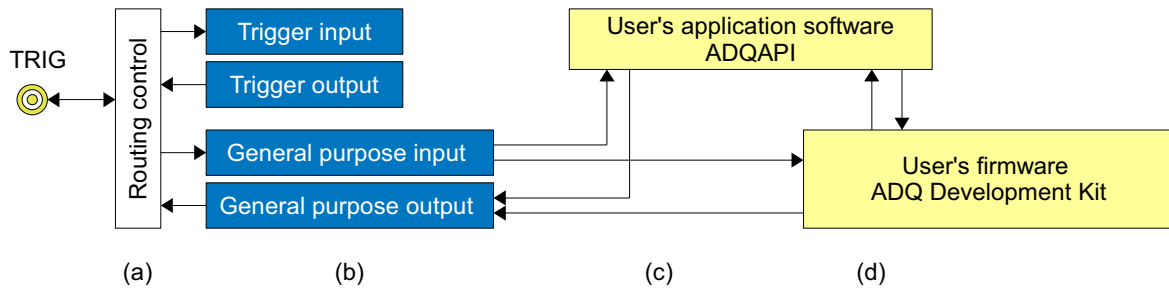 TRIG
Routing control
Trigger input
Trigger output
General purpose input
General purpose output
User's application software
ADQAPI
User's firmware
ADQ Development Kit
(a)
(b)
(c)
(d)